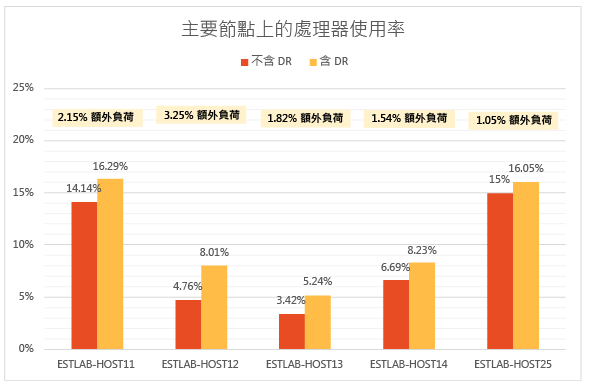 主要節點上的處理器使用率
不含 DR 含 DR
25%
2.15% 額外負荷 3.25% 額外負荷 1.82% 額外負荷 1.54% 額外負荷 1.05% 額外負荷
20%
16.29% 16.05%
14.14% 15%
15%
10%
8.01% 8.23%
4.76% 3.42% 5.24% 6.69%
5%
0%
ESTLAB-HOST11 ESTLAB-HOST12 ESTLAB-HOST13 ESTLAB-HOST14 ESTLAB-HOST25